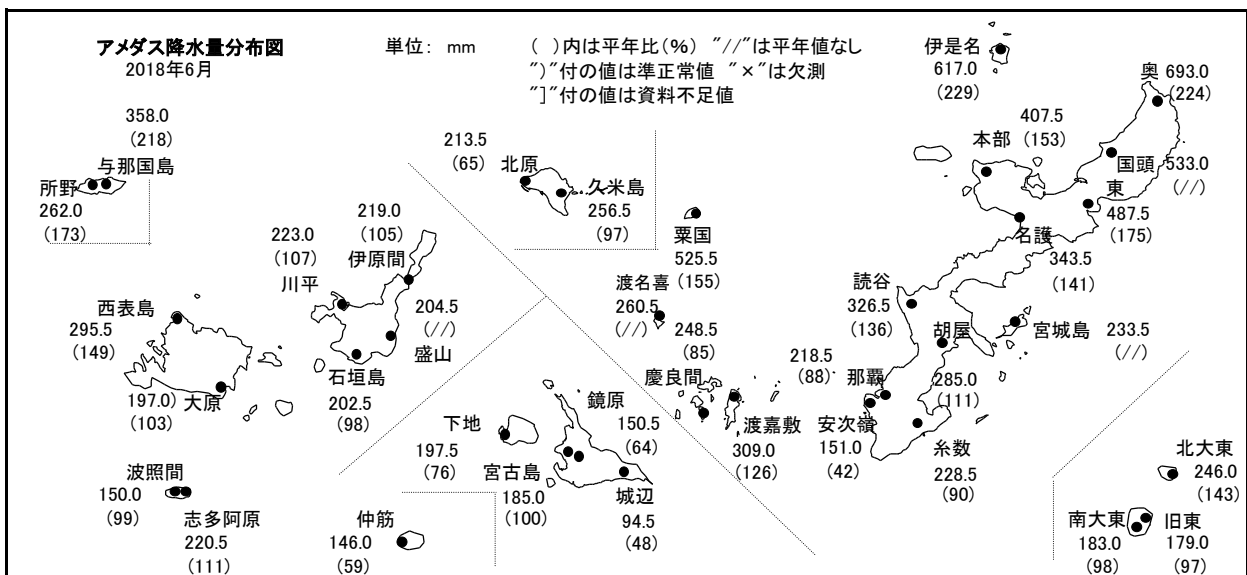 アメダス降水量分布図
2018年6月
単位： mm
（ ）内は平年比（％） ”//”は平年値なし
”)”付の値は準正常値 ”×”は欠測
”]”付の値は資料不足値
伊是名
617.0
(229)
奥 693.0
(224)
407.5
本部 (153)
国頭 533.0
(//)
東
487.5
(175)
名護
343.5
(141)
358.0
(218)
与那国島
所野
262.0
(173)
213.5
(65)
北原
久米島
256.5
(97)
粟国
525.5
(155)
渡名喜
260.5
(//)
248.5
(85)
慶良間
渡嘉敷
309.0
(126)
読谷
326.5
(136)
胡屋
285.0
(111)
宮城島 233.5
(//)
218.5
(88)
那覇
安次嶺
151.0
(42)
糸数
228.5
(90)
219.0
(105)
伊原間
223.0
(107)
川平
204.5
(//)
盛山
石垣島
202.5
(98)
西表島
295.5
(149)
197.0 大原
(103)
波照間
150.0
(99)
志多阿原
220.5
(111)
仲筋
146.0
(59)
下地
197.5
(76)
鏡原
150.5
(64)
宮古島
185.0
(100)
城辺
94.5
(48)
北大東
246.0
(143)
南大東
183.0
(98)
旧東
179.0
(97)